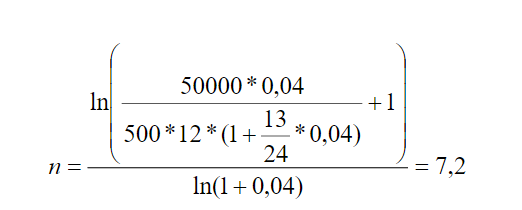 n = ln( 50000*0,04 / 500*12*(1+ 13/24 *0,04) +1 ) / ln(1+0,04) = 7,2